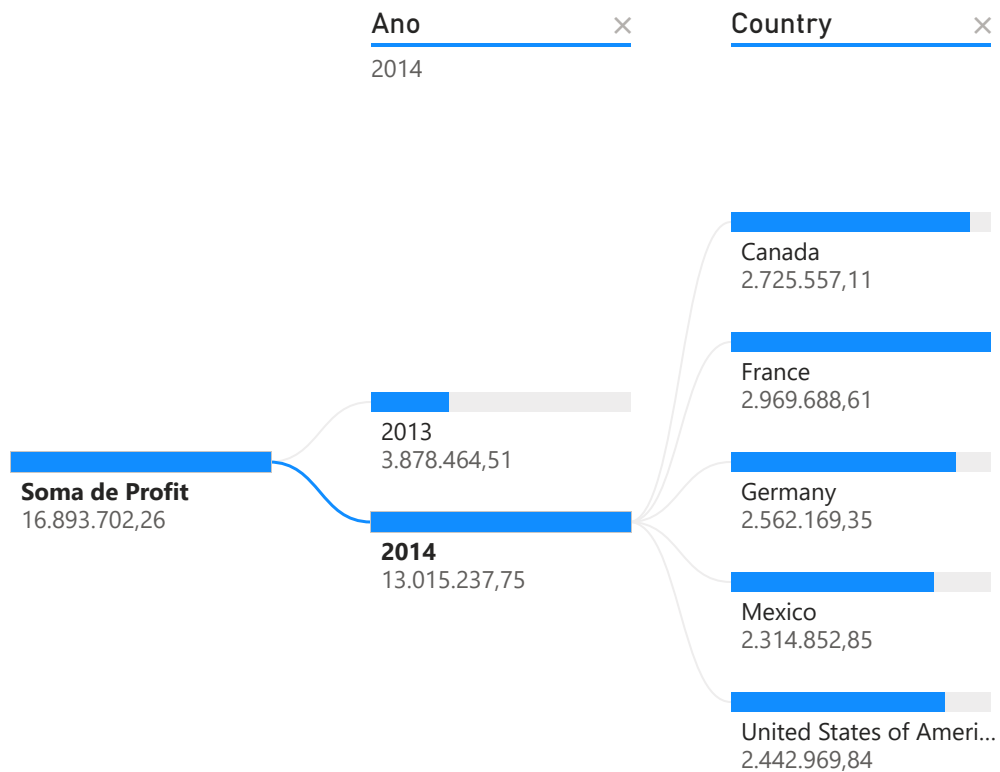 Ano
2014
Country
Soma de Profit
16.893.702,26
2013
3.878.464,51
2014
13.015.237,75
Canada
2.725.557,11
France
2.969.688,61
Germany
2.562.169,35
Mexico
2.314.852,85
United States of Ameri...
2.442.969,84